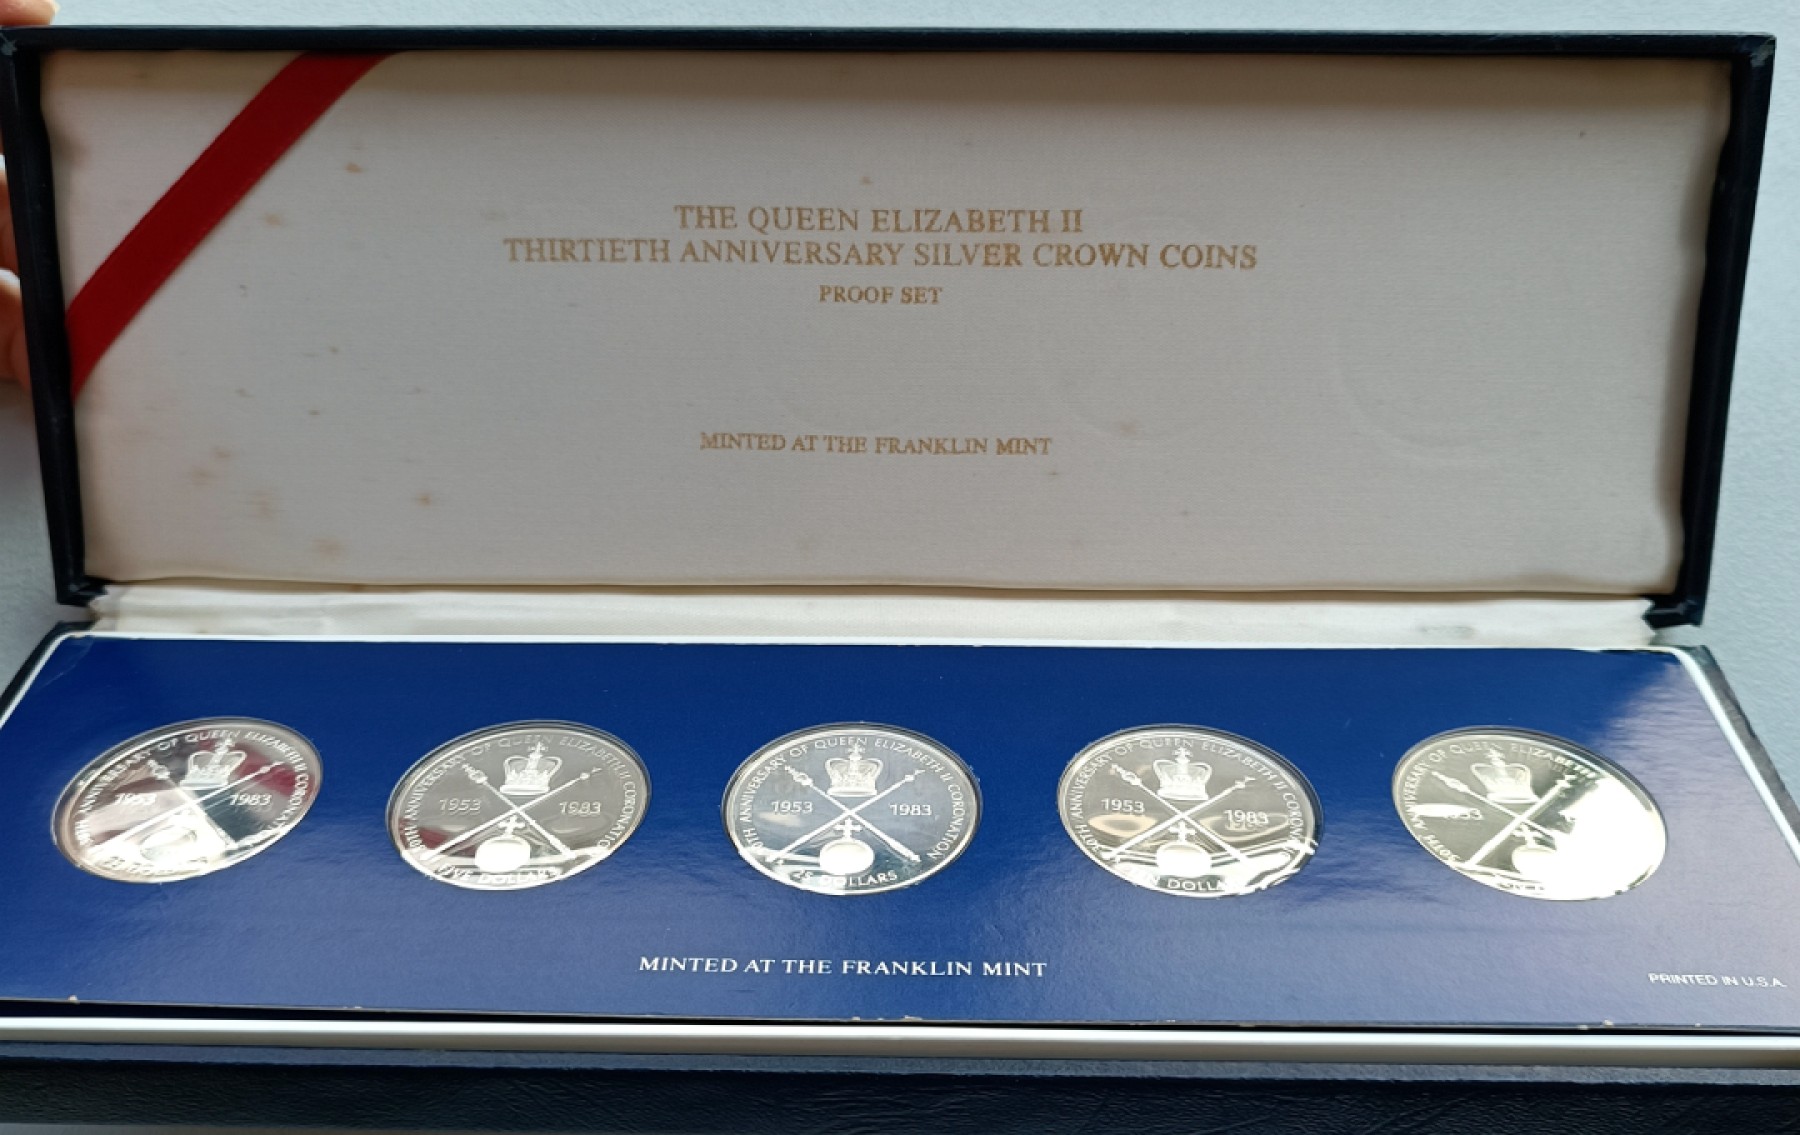 THE QUEEN ELIZABETH II
THIRTIETH ANNIVERSARY SILVER CROWN COINS
PROOF SET
MINTED AT THE FRANKLIN MINT
ANNIVERSARY OF QUEEN ELIZABETH II CORONATION
1953 1983
30TH ANNIVERSARY OF QUEEN ELIZABETH II CORONATION
1953 1983
FIVE DOLLARS
30TH ANNIVERSARY OF QUEEN ELIZABETH II CORONATION
1953 1983
25 DOLLARS
30TH ANNIVERSARY OF QUEEN ELIZABETH II CORONATION
1953 1983
TEN DOLLARS
30TH ANNIVERSARY OF QUEEN ELIZABETH
MINTED AT THE FRANKLIN MINT
PRINTED IN U.S.A.